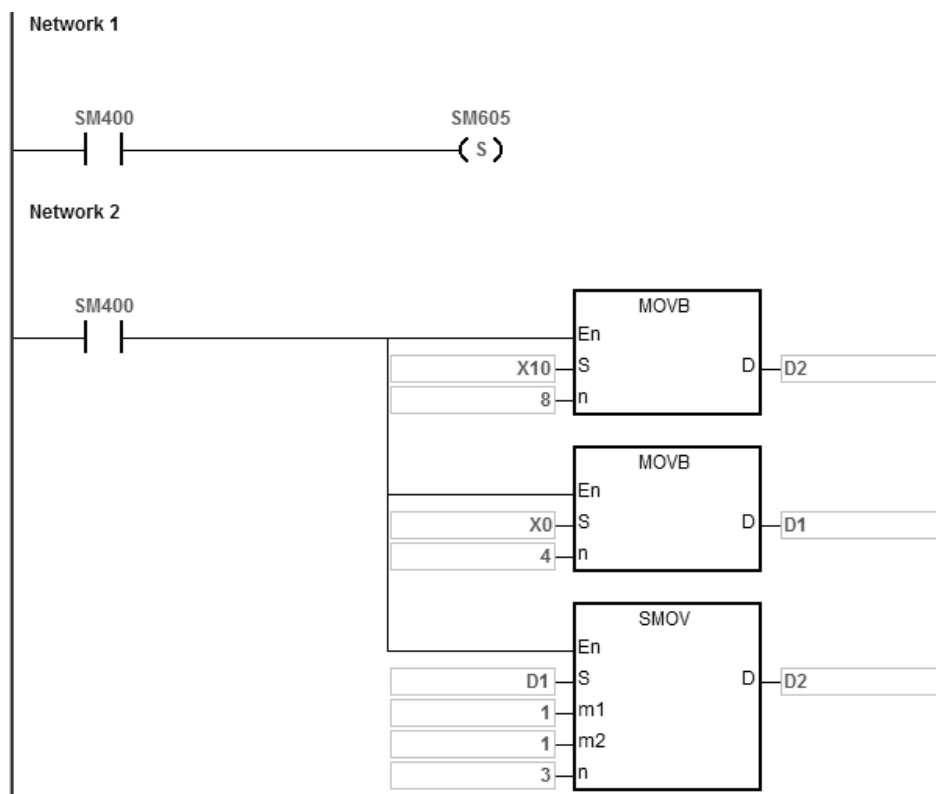 Network 1
SM400 SM605
S
Network 2
SM400
MOVB
En
X10 S D D2
8 n
MOVB
En
X0 S D D1
4 n
SMOV
En
D1 S D D2
1 m1
1 m2
3 n